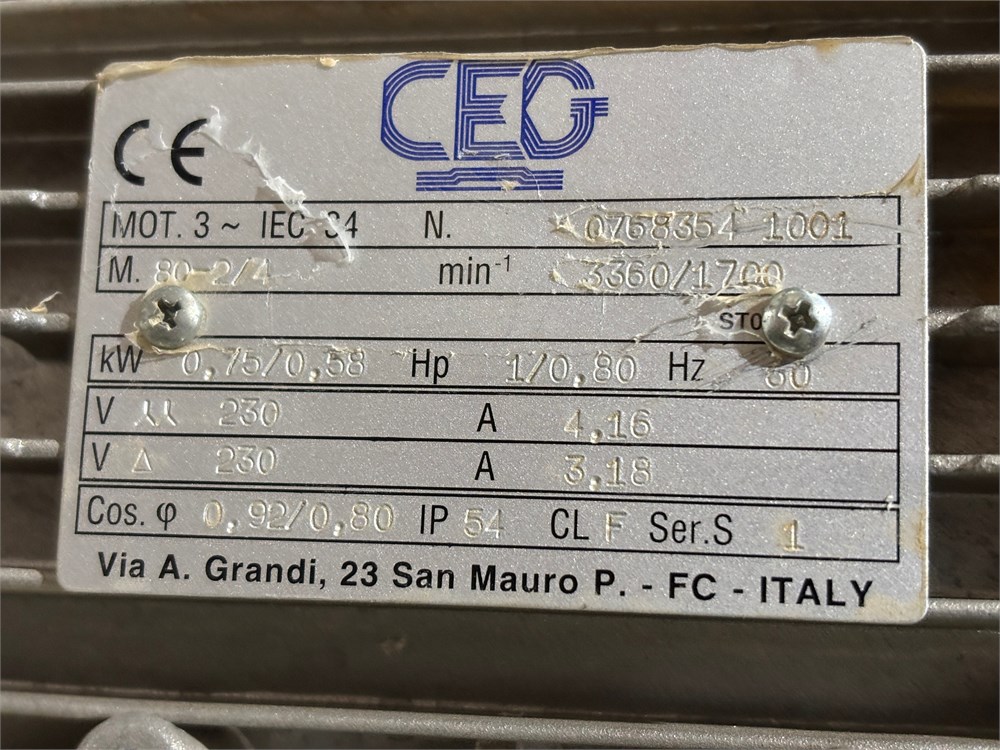 CEG
CE
MOT. 3 ~ IEC 34 N. 0768354 1001
M. 80 2/4 min-1 3360/1700
STO
kW 0,75/0,58 Hp 1/0,80 Hz 60
V 230 A 4,16
V Δ 230 A 3,18
Cos. φ 0,92/0,80 IP 54 CL F Ser.S 1
Via A. Grandi, 23 San Mauro P. - FC - ITALY